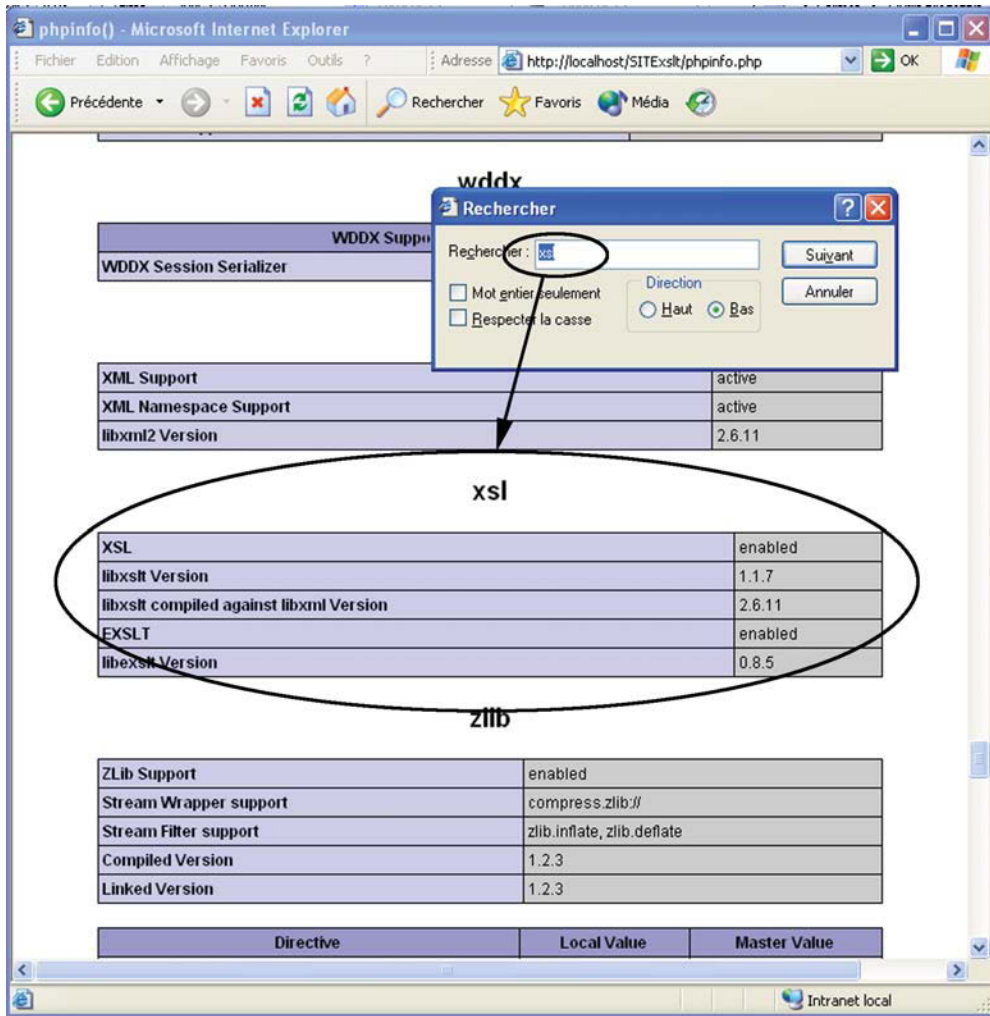 phpinfo() - Microsoft Internet Explorer
Fichier Edition Affichage Favoris Outils ? Adresse http://localhost/SITExslt/phpinfo.php OK
Précédente Rechercher Favoris Média
wddx
Rechercher
WDDX Suppo
Rechercher : xsl Suivant
WDDX Session Serializer
Mot entier seulement Direction Annuler
Respecter la casse Haut Bas
XML Support active
XML Namespace Support active
libxml2 Version 2.6.11
xsl
XSL enabled
libxslt Version 1.1.7
libxslt compiled against libxml Version 2.6.11
EXSLT enabled
libexslt Version 0.8.5
zlib
ZLib Support enabled
Stream Wrapper support compress.zlib://
Stream Filter support zlib.inflate, zlib.deflate
Compiled Version 1.2.3
Linked Version 1.2.3
Directive Local Value Master Value
Intranet local